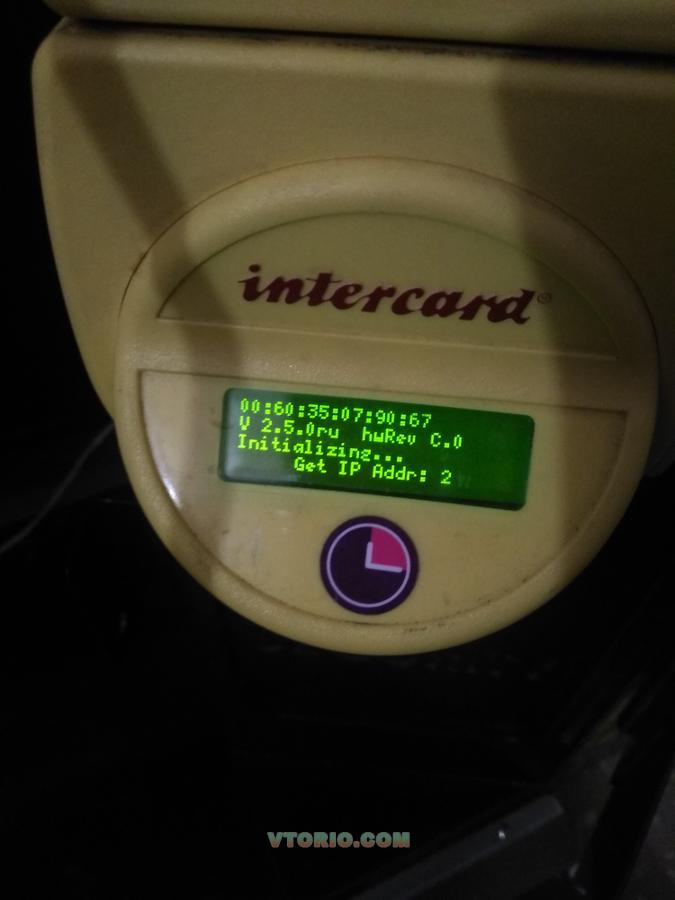 intercard®
00:60:35:07:90:67
V 2.5.0ru hwRev C.0
Initializing...
Get IP Addr: 2
VTORIO.COM